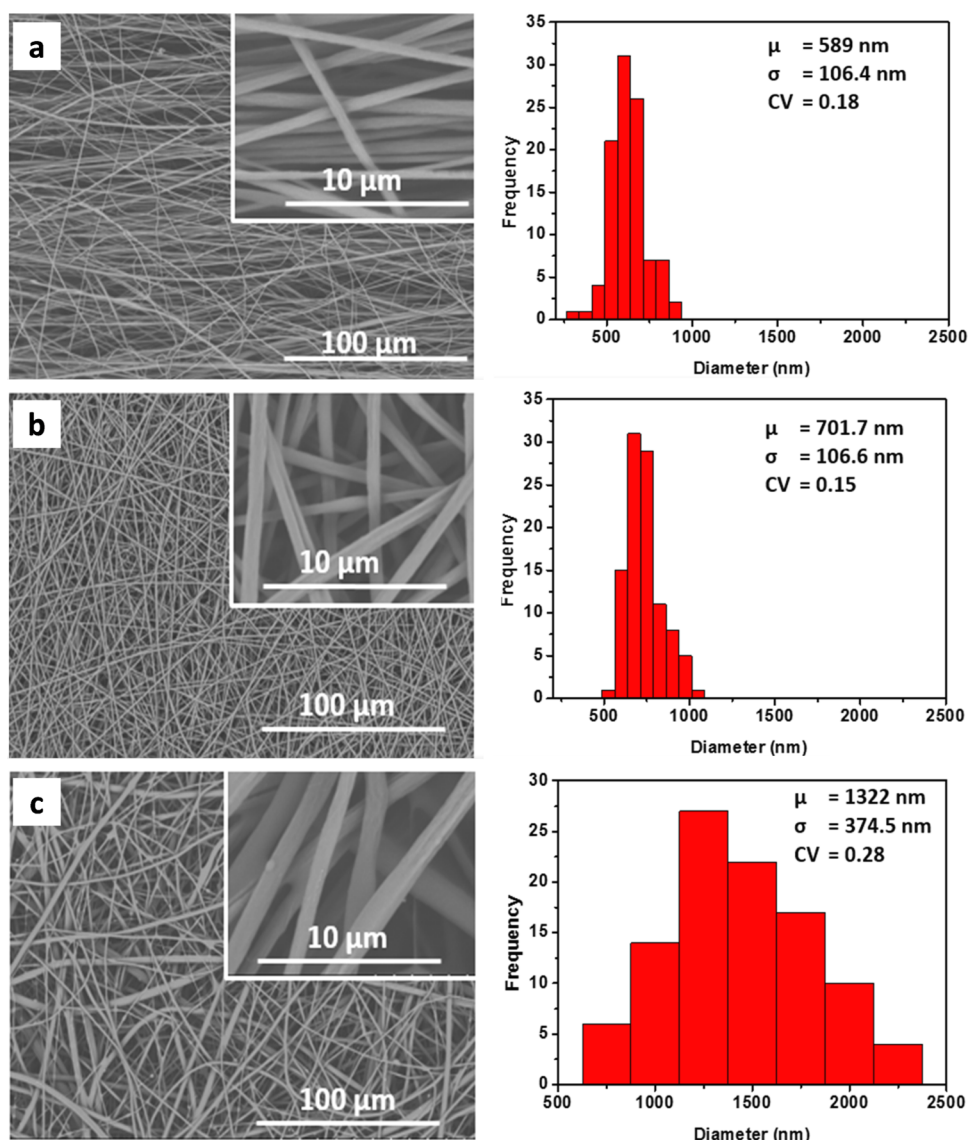 a
10 µm
100 µm
35
30
25
20
15
10
5
0
Frequency
µ = 589 nm
σ = 106.4 nm
CV = 0.18
500 1000 1500 2000 2500
Diameter (nm)
b
10 µm
100 µm
35
30
25
20
15
10
5
0
Frequency
µ = 701.7 nm
σ = 106.6 nm
CV = 0.15
500 1000 1500 2000 2500
Diameter (nm)
c
10 µm
100 µm
30
25
20
15
10
5
0
Frequency
µ = 1322 nm
σ = 374.5 nm
CV = 0.28
500 1000 1500 2000 2500
Diameter (nm)